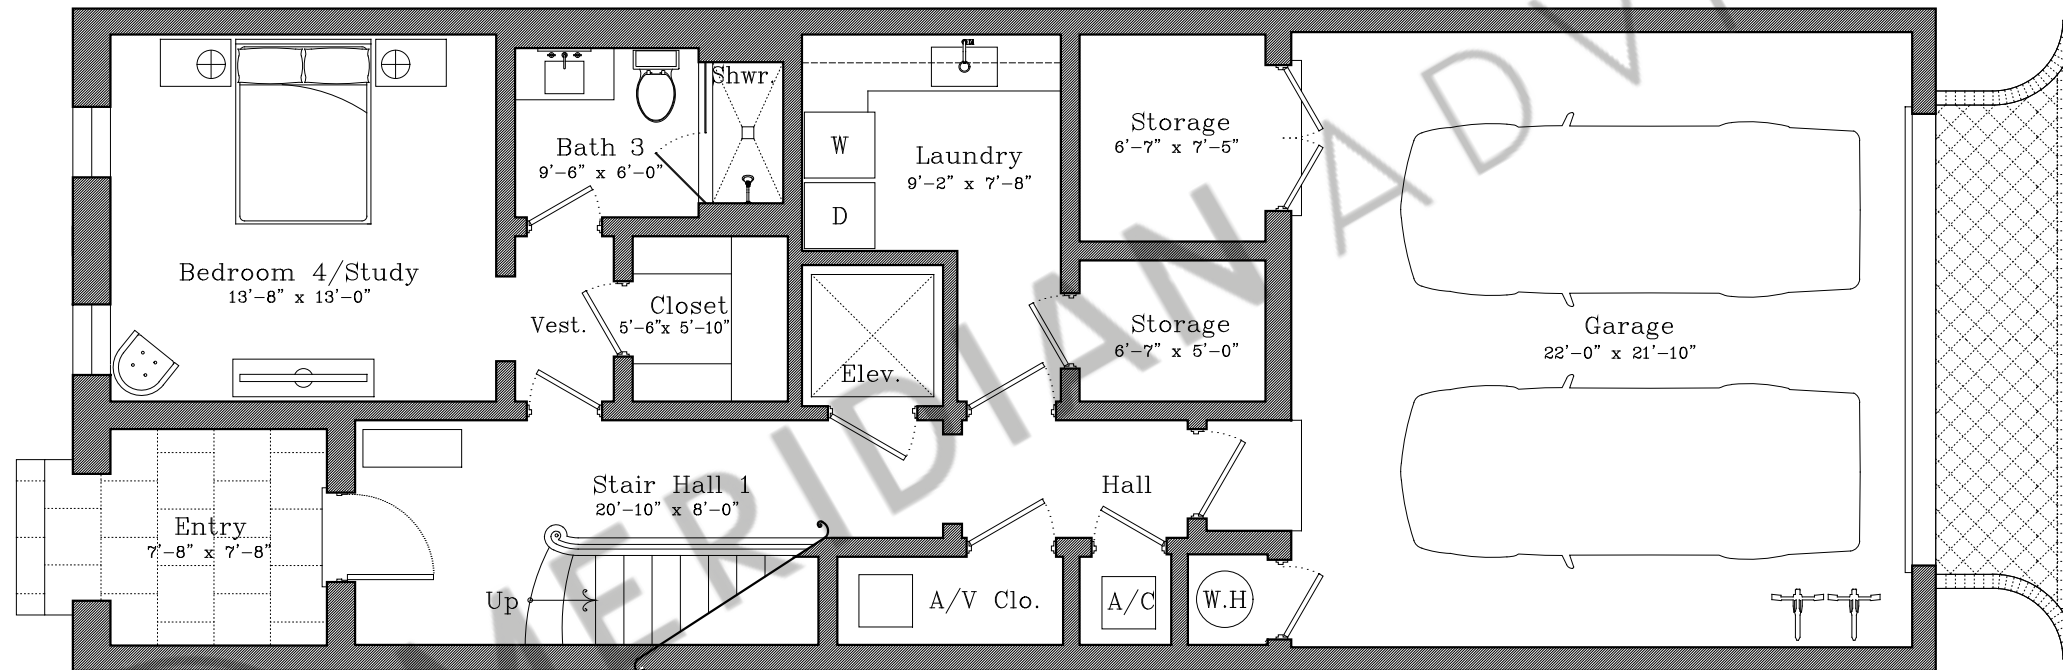 Shwr.
Bath 3
9'-6" x 6'-0"
W
D
Laundry
9'-2" x 7'-8"
Storage
6'-7" x 7'-5"
Bedroom 4/Study
13'-8" x 13'-0"
Vest.
Closet
5'-6"x 5'-10"
Elev.
Storage
6'-7" x 5'-0"
Garage
22'-0" x 21'-10"
Entry
7'-8" x 7'-8"
Stair Hall 1
20'-10" x 8'-0"
Hall
Up
A/V Clo.
A/C
W.H
MERIDIAN ADV